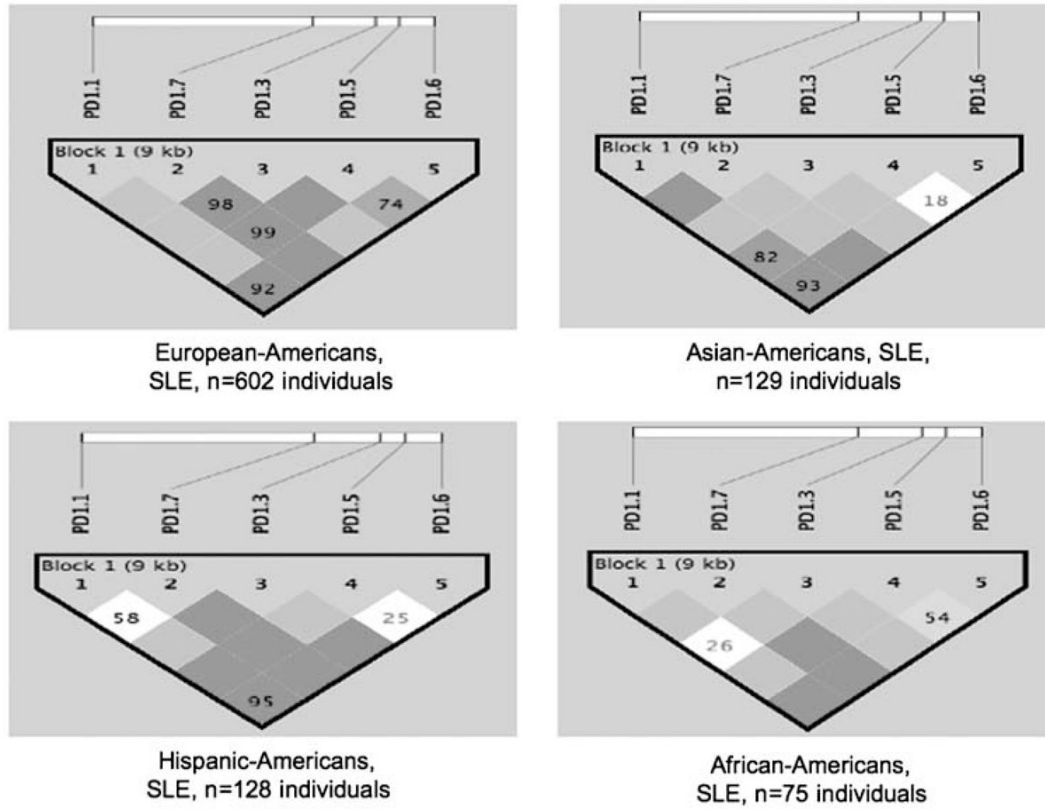 PD1.1
PD1.7
PD1.3
PD1.5
PD1.6
Block 1 (9 kb)
1 2 3 4 5
98 74
99
92
European-Americans,
SLE, n=602 individuals
PD1.1
PD1.7
PD1.3
PD1.5
PD1.6
Block 1 (9 kb)
1 2 3 4 5
18
82
93
Asian-Americans, SLE,
n=129 individuals
PD1.1
PD1.7
PD1.3
PD1.5
PD1.6
Block 1 (9 kb)
1 2 3 4 5
58 25
95
Hispanic-Americans,
SLE, n=128 individuals
PD1.1
PD1.7
PD1.3
PD1.5
PD1.6
Block 1 (9 kb)
1 2 3 4 5
54
26
African-Americans,
SLE, n=75 individuals